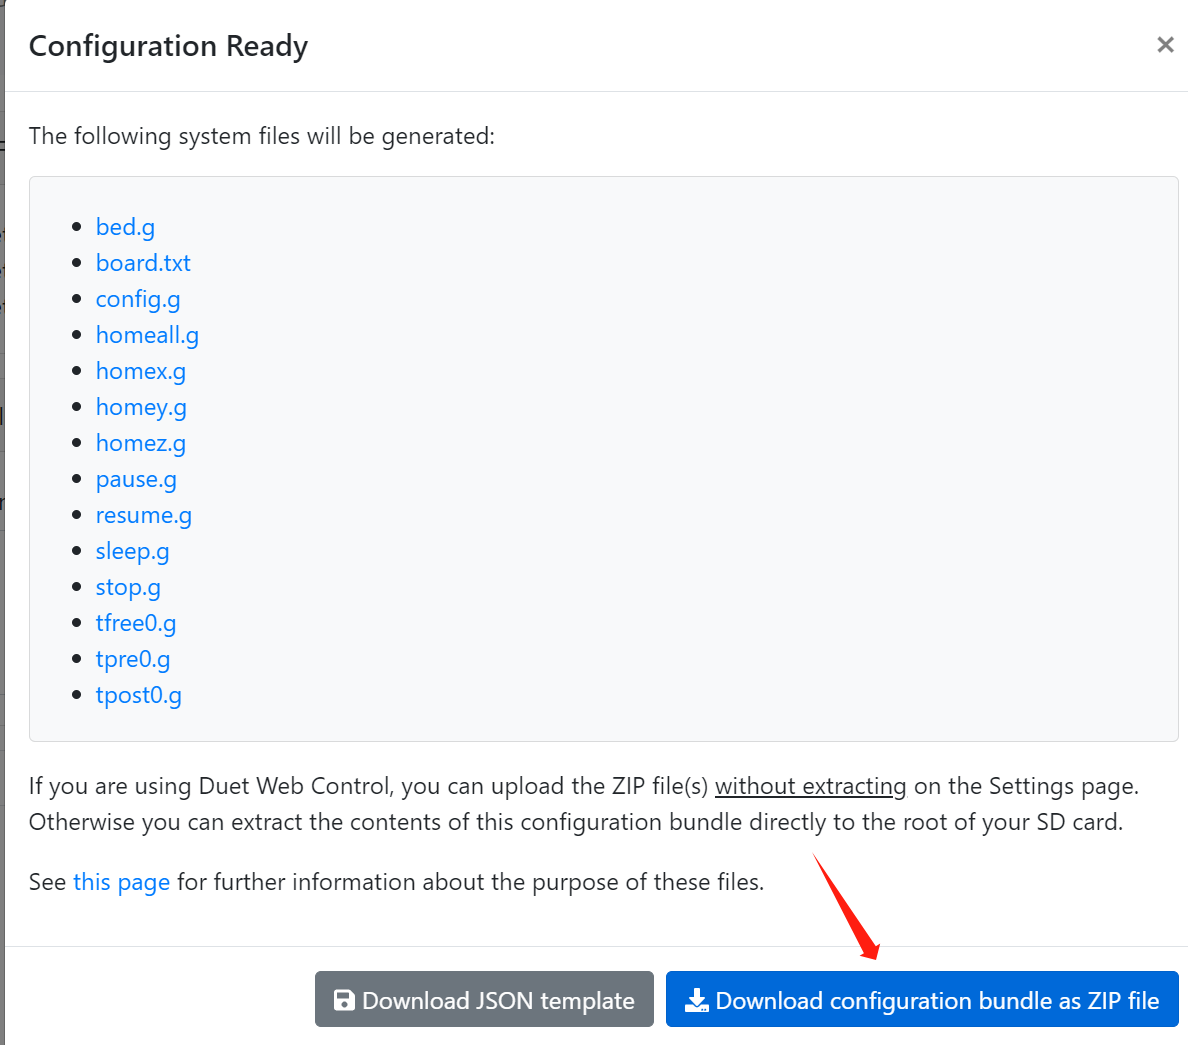 Configuration Ready
×
The following system files will be generated:
bed.g
board.txt
config.g
homeall.g
homex.g
homey.g
homez.g
pause.g
resume.g
sleep.g
stop.g
tfree0.g
tpre0.g
tpost0.g
If you are using Duet Web Control, you can upload the ZIP file(s) without extracting on the Settings page.
Otherwise you can extract the contents of this configuration bundle directly to the root of your SD card.
See this page for further information about the purpose of these files.
Download JSON template
Download configuration bundle as ZIP file